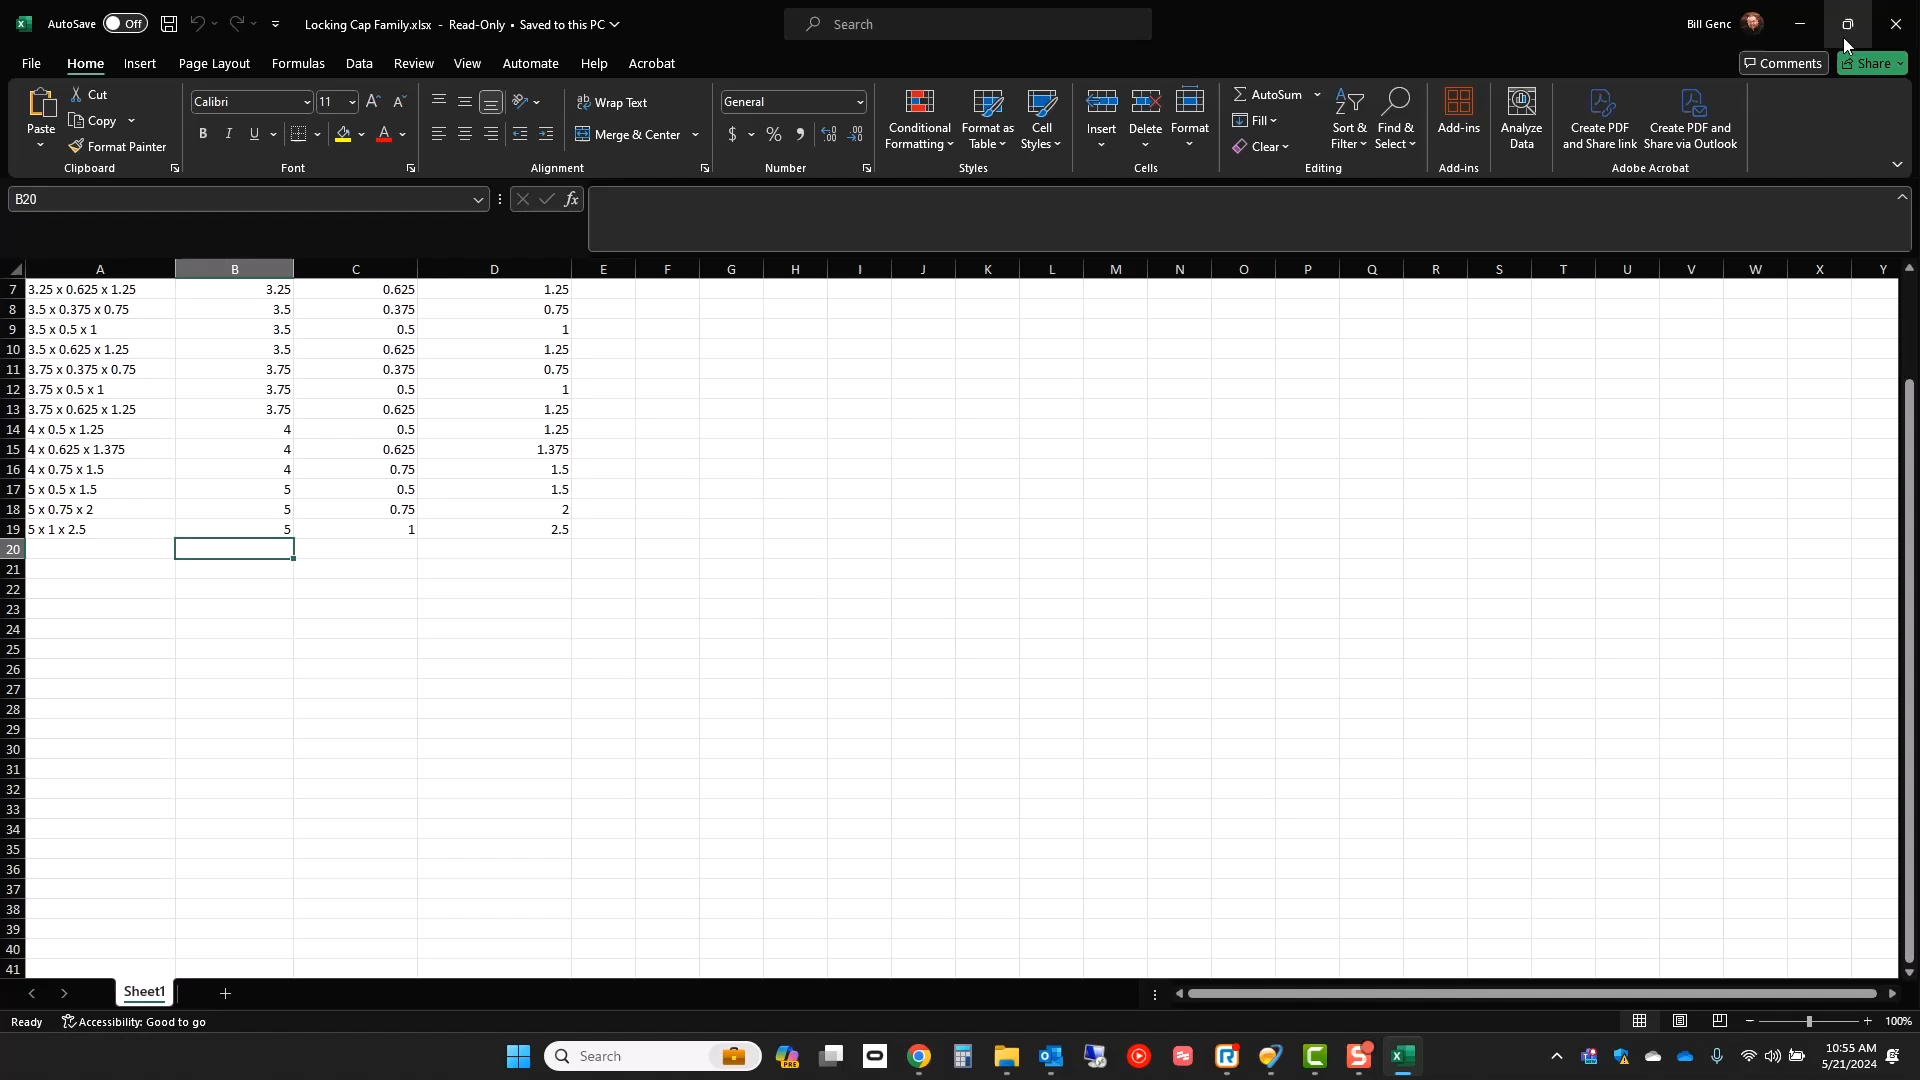 AutoSave Off Locking Cap Family.xlsx - Read-Only • Saved to this PC Search Bill Genc
File Home Insert Page Layout Formulas Data Review View Automate Help Acrobat Comments Share
Paste Cut Copy Format Painter Clipboard
Calibri 11 B I U A Font
Wrap Text Merge & Center Alignment
General $ % Number
Conditional Formatting Format as Table Cell Styles Styles
Insert Delete Format Cells
AutoSum Fill Clear Sort & Filter Find & Select Editing
Add-ins Add-ins
Analyze Data
Create PDF and Share link Create PDF and Share via Outlook Adobe Acrobat
B20 fx
A B C D E F G H I J K L M N O P Q R S T U V W X Y
7 3.25 x 0.625 x 1.25 3.25 0.625 1.25
8 3.5 x 0.375 x 0.75 3.5 0.375 0.75
9 3.5 x 0.5 x 1 3.5 0.5 1
10 3.5 x 0.625 x 1.25 3.5 0.625 1.25
11 3.75 x 0.375 x 0.75 3.75 0.375 0.75
12 3.75 x 0.5 x 1 3.75 0.5 1
13 3.75 x 0.625 x 1.25 3.75 0.625 1.25
14 4 x 0.5 x 1.25 4 0.5 1.25
15 4 x 0.625 x 1.375 4 0.625 1.375
16 4 x 0.75 x 1.5 4 0.75 1.5
17 5 x 0.5 x 1.5 5 0.5 1.5
18 5 x 0.75 x 2 5 0.75 2
19 5 x 1 x 2.5 5 1 2.5
20
21
22
23
24
25
26
27
28
29
30
31
32
33
34
35
36
37
38
39
40
41
Sheet1
Ready Accessibility: Good to go 100%
Search 10:55 AM
5/21/2024